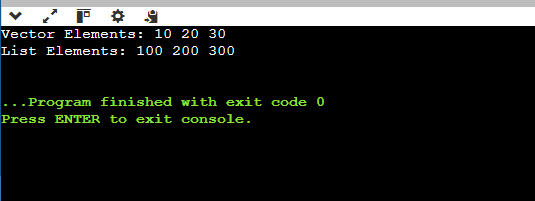 Vector Elements: 10 20 30
List Elements: 100 200 300
...Program finished with exit code 0
Press ENTER to exit console.